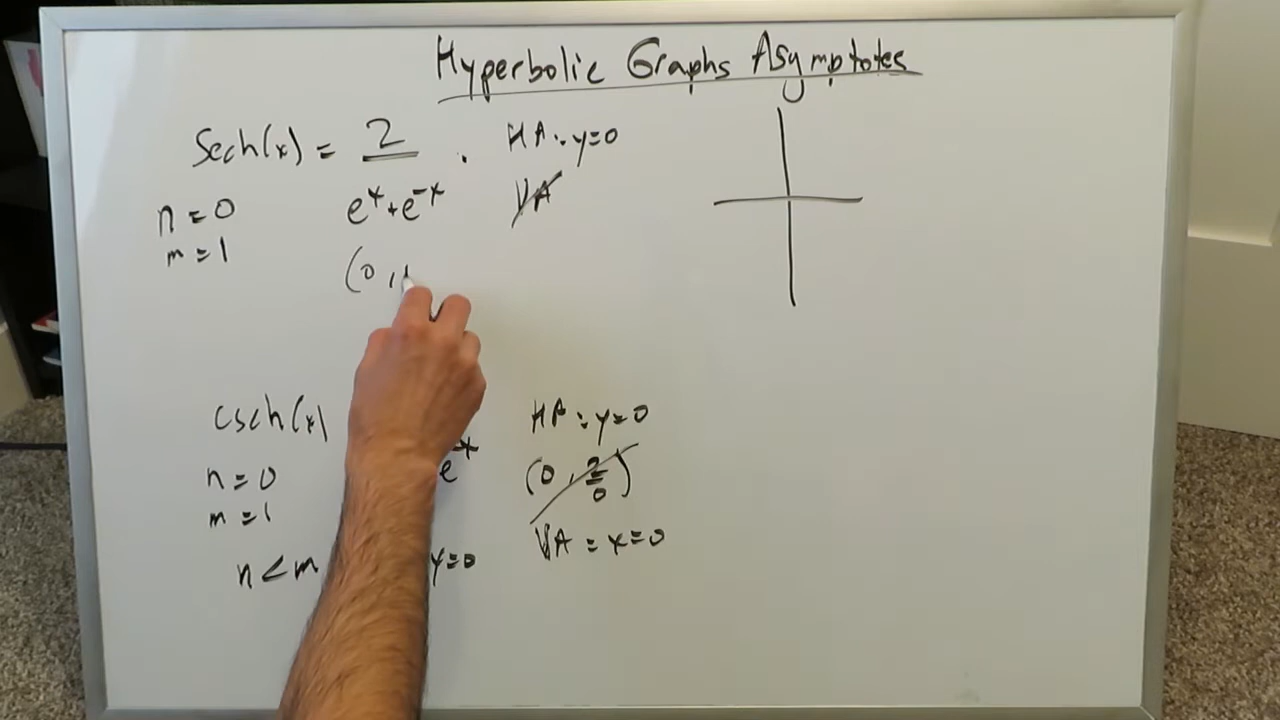 Hyperbolic Graphs Asymptotes
Sech(x) = 2
e^x + e^-x
n = 0
m = 1
(0 ,
HA : y=0
VA
csch(x)
e^-x
n = 0
m = 1
n < m
y=0
HA : y=0
(0 , 2/0)
VA = x=0